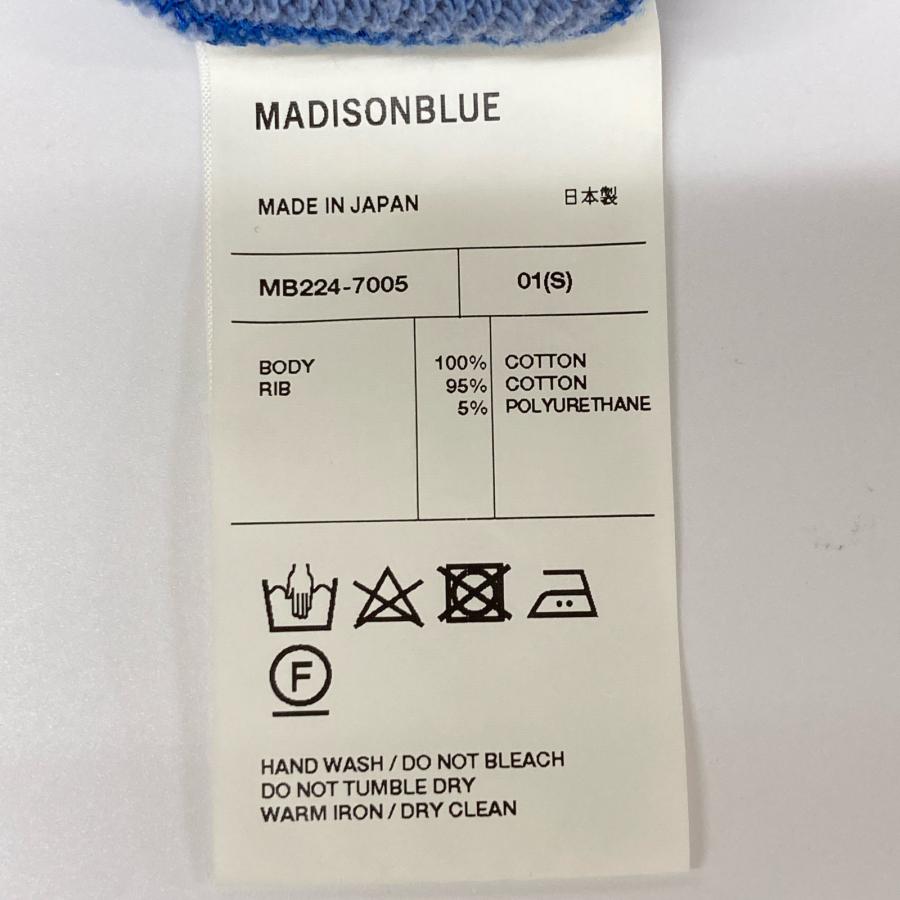 MADISONBLUE
MADE IN JAPAN 日本製
MB224-7005 01(S)
BODY 100% COTTON
RIB 95% COTTON
5% POLYURETHANE
F
HAND WASH / DO NOT BLEACH
DO NOT TUMBLE DRY
WARM IRON / DRY CLEAN